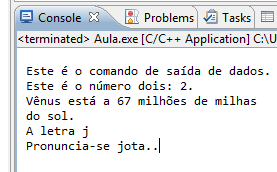 Console Problems Tasks
<terminated> Aula.exe [C/C++ Application] C:\U
Este é o comando de saída de dados.
Este é o número dois: 2.
Vênus está a 67 milhões de milhas
do sol.
A letra j
Pronuncia-se jota..